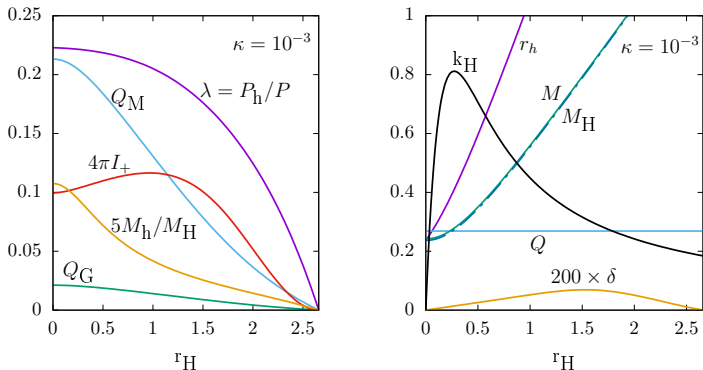 0.25
0.2
0.15
0.1
0.05
0
0 0.5 1 1.5 2 2.5
κ = 10⁻³
Q_M
λ = P_h/P
4πI₊
5M_h/M_H
Q_G
r_H
1
0.8
0.6
0.4
0.2
0
0 0.5 1 1.5 2 2.5
k_H
r_h
κ = 10⁻³
M
M_H
Q
200 × δ
r_H